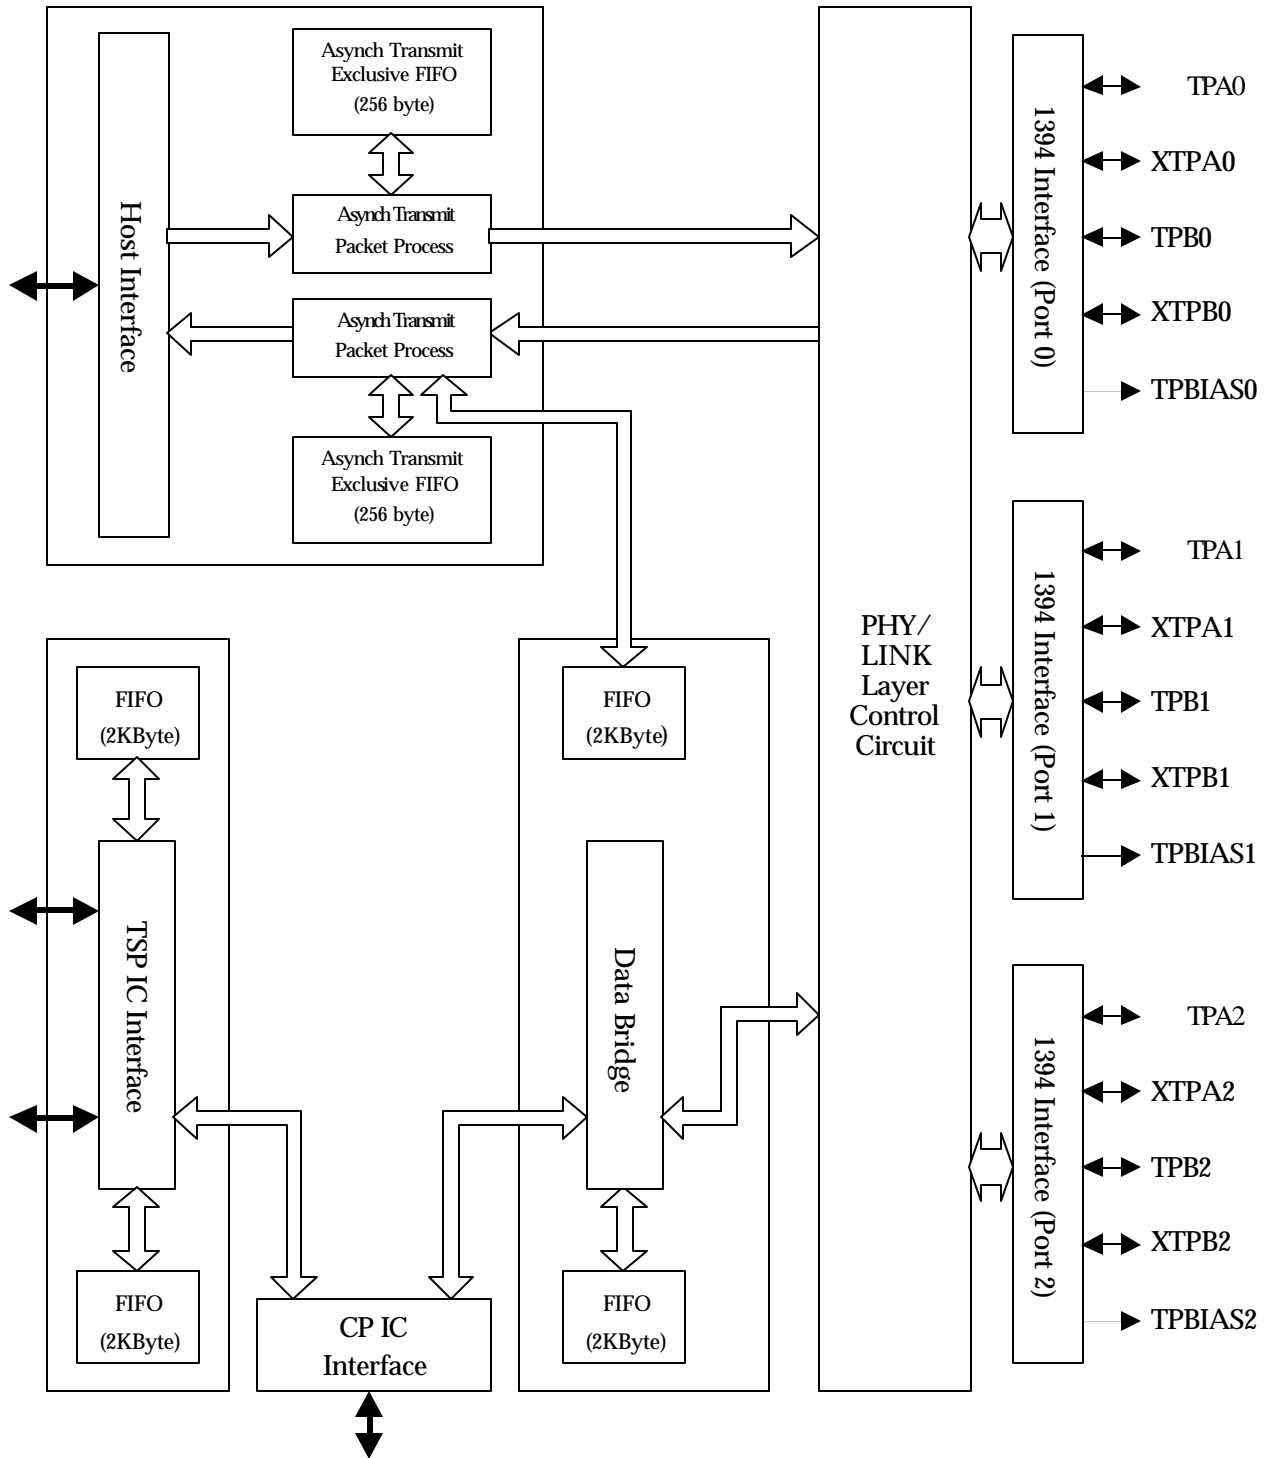 Asynch Transmit
Exclusive FIFO
(256 byte)
Host Interface
Asynch Transmit
Packet Process
Asynch Transmit
Packet Process
Asynch Transmit
Exclusive FIFO
(256 byte)
FIFO
(2KByte)
TSP IC Interface
FIFO
(2KByte)
CP IC
Interface
FIFO
(2KByte)
Data Bridge
FIFO
(2KByte)
PHY/
LINK
Layer
Control
Circuit
1394 Interface (Port 0)
TPA0
XTPA0
TPB0
XTPB0
TPBIAS0
1394 Interface (Port 1)
TPA1
XTPA1
TPB1
XTPB1
TPBIAS1
1394 Interface (Port 2)
TPA2
XTPA2
TPB2
XTPB2
TPBIAS2